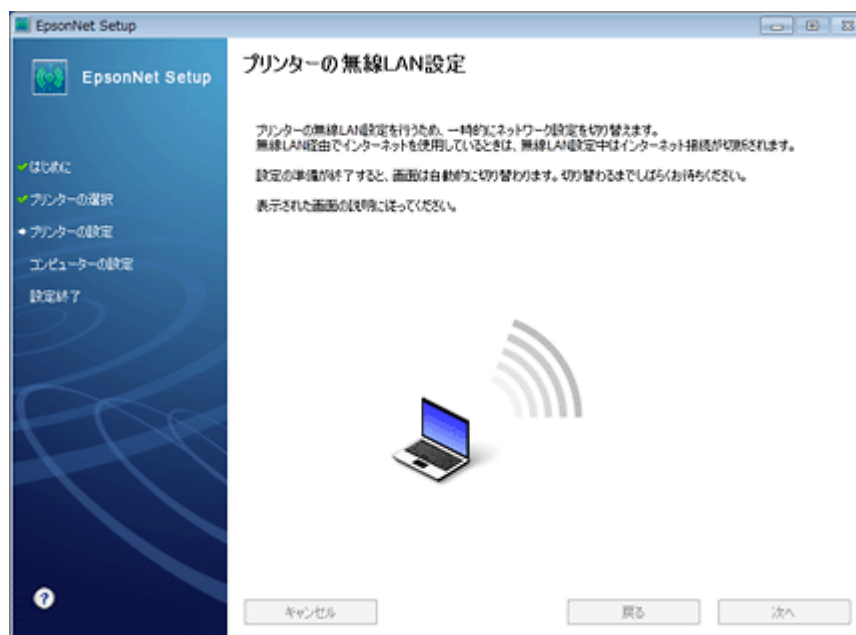 EpsonNet Setup
EpsonNet Setup
はじめに
プリンターの選択
プリンターの設定
コンピューターの設定
設定終了
プリンターの無線LAN設定
プリンターの無線LAN設定を行うため、一時的にネットワーク設定を切り替えます。
無線LAN経由でインターネットを使用しているときは、無線LAN設定中はインターネット接続が切断されます。
設定の準備が終了すると、画面は自動的に切り替わります。切り替わるまでしばらくお待ちください。
表示された画面の説明に従ってください。
?
キャンセル
戻る
次へ